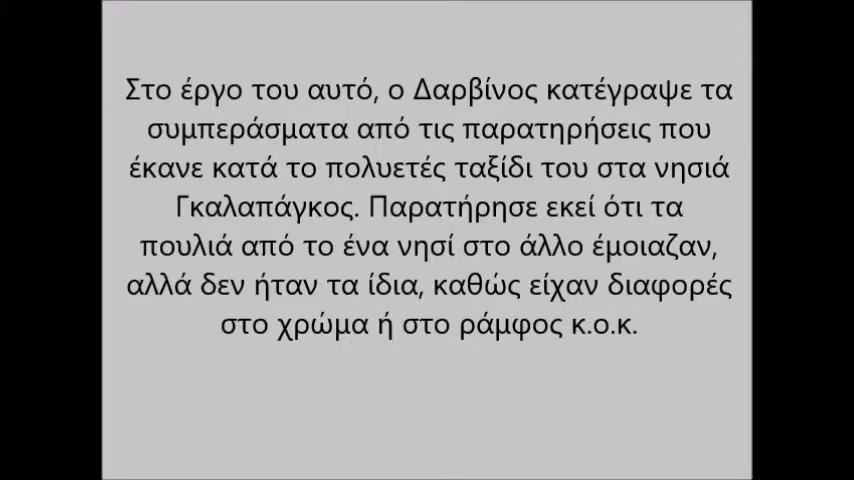 Στο έργο του αυτό, ο Δαρβίνος κατέγραψε τα
συμπεράσματα από τις παρατηρήσεις που
έκανε κατά το πολυετές ταξίδι του στα νησιά
Γκαλαπάγκος. Παρατήρησε εκεί ότι τα
πουλιά από το ένα νησί στο άλλο έμοιαζαν,
αλλά δεν ήταν τα ίδια, καθώς είχαν διαφορές
στο χρώμα ή στο ράμφος κ.ο.κ.